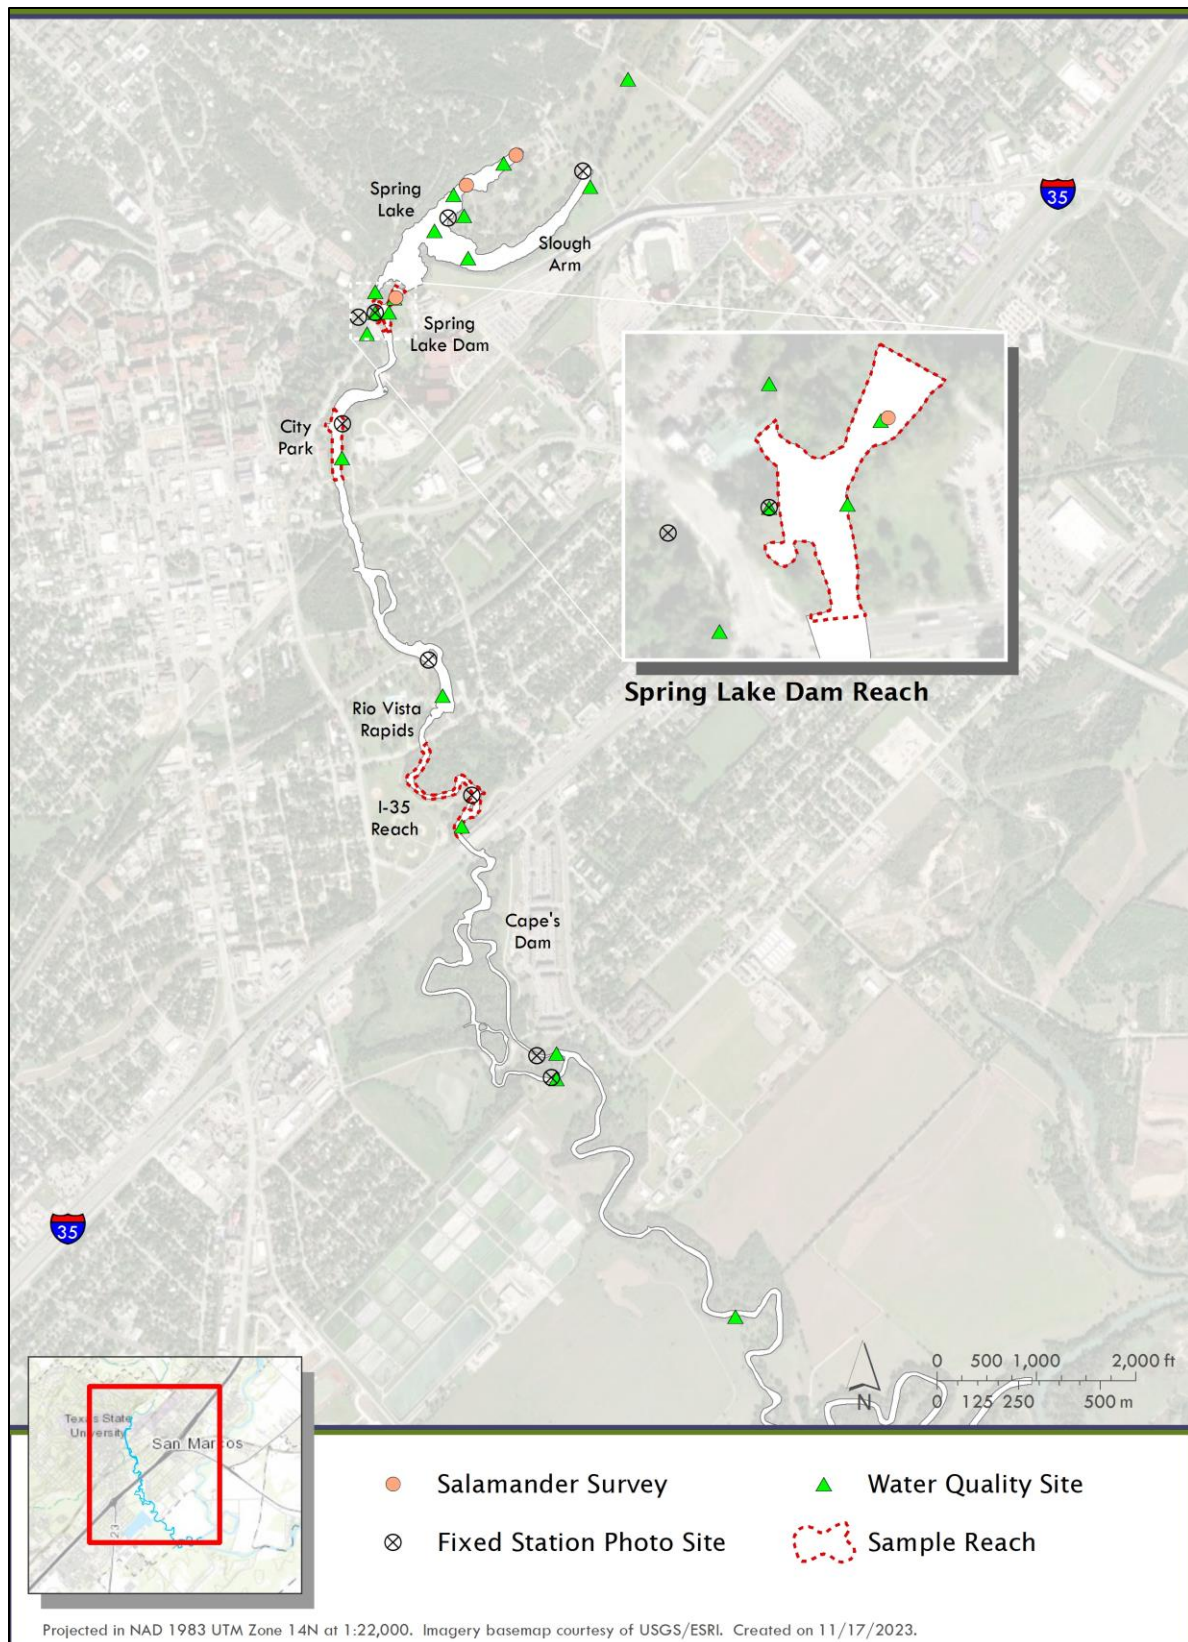 35
Spring
Lake
Slough
Arm
Spring
Lake Dam
City
Park
Spring Lake Dam Reach
Rio Vista
Rapids
I-35
Reach
Cape's
Dam
35
0 500 1,000 2,000 ft
0 125 250 500 m
N
Texas State
University
San Marcos
23
Salamander Survey
Water Quality Site
Fixed Station Photo Site
Sample Reach
Projected in NAD 1983 UTM Zone 14N at 1:22,000. Imagery basemap courtesy of USGS/ESRI. Created on 11/17/2023.